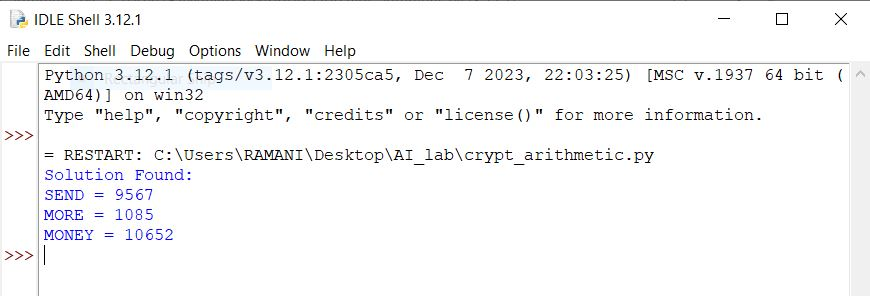 IDLE Shell 3.12.1
File Edit Shell Debug Options Window Help
Python 3.12.1 (tags/v3.12.1:2305ca5, Dec  7 2023, 22:03:25) [MSC v.1937 64 bit (
AMD64)] on win32
Type "help", "copyright", "credits" or "license()" for more information.
>>>
= RESTART: C:\Users\RAMANI\Desktop\AI_lab\crypt_arithmetic.py
Solution Found:
SEND = 9567
MORE = 1085
MONEY = 10652
>>>